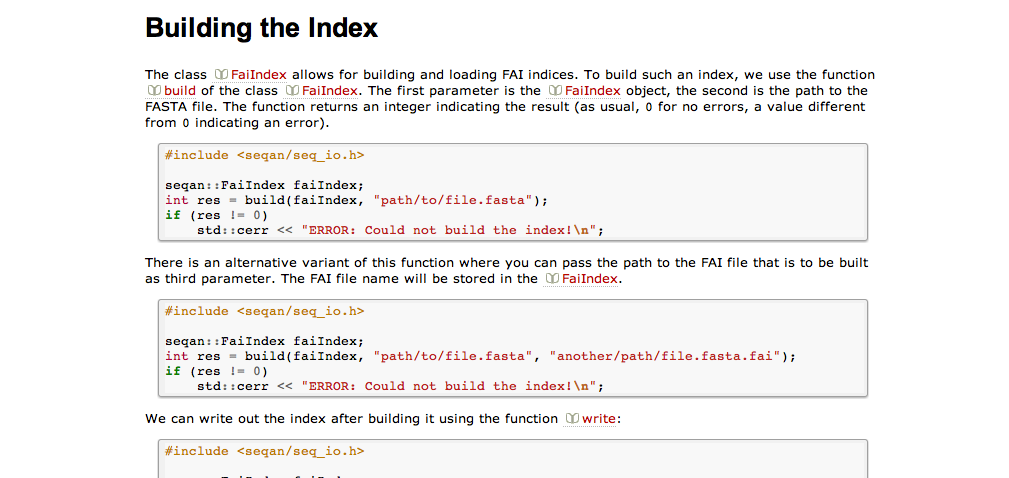 Building the Index
The class FaiIndex allows for building and loading FAI indices. To build such an index, we use the function
build of the class FaiIndex. The first parameter is the FaiIndex object, the second is the path to the
FASTA file. The function returns an integer indicating the result (as usual, 0 for no errors, a value different
from 0 indicating an error).
#include <seqan/seq_io.h>
seqan::FaiIndex faiIndex;
int res = build(faiIndex, "path/to/file.fasta");
if (res != 0)
    std::cerr << "ERROR: Could not build the index!\n";
There is an alternative variant of this function where you can pass the path to the FAI file that is to be built
as third parameter. The FAI file name will be stored in the FaiIndex.
#include <seqan/seq_io.h>
seqan::FaiIndex faiIndex;
int res = build(faiIndex, "path/to/file.fasta", "another/path/file.fasta.fai");
if (res != 0)
    std::cerr << "ERROR: Could not build the index!\n";
We can write out the index after building it using the function write:
#include <seqan/seq_io.h>